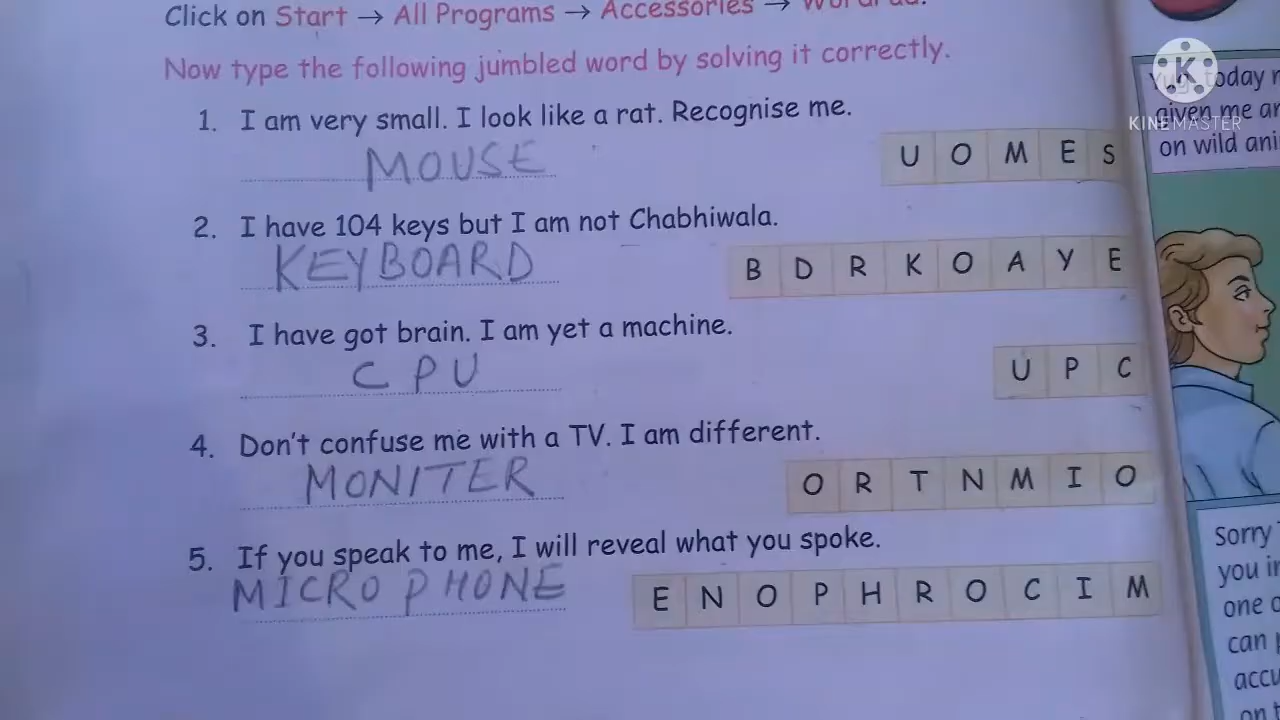 Click on Start → All Programs → Accessories →
Now type the following jumbled word by solving it correctly.
1. I am very small. I look like a rat. Recognise me.
MOUSE
U O M E S
2. I have 104 keys but I am not Chabhiwala.
KEYBOARD
B D R K O A Y E
3. I have got brain. I am yet a machine.
C P U
U P C
4. Don't confuse me with a TV. I am different.
MONITER
O R T N M I O
5. If you speak to me, I will reveal what you spoke.
MICROPHONE
E N O P H R O C I M
today
given me
on wild
Sorry
you
one
can
K
KINEMASTER